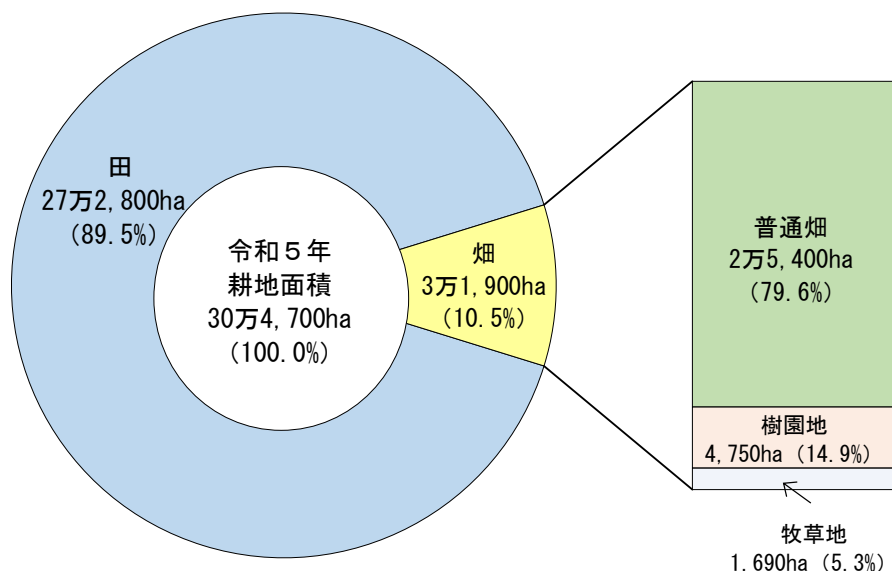 田
27万2,800ha
(89.5%)
令和５年
耕地面積
30万4,700ha
(100.0%)
畑
3万1,900ha
(10.5%)
普通畑
2万5,400ha
(79.6%)
樹園地
4,750ha (14.9%)
牧草地
1,690ha (5.3%)